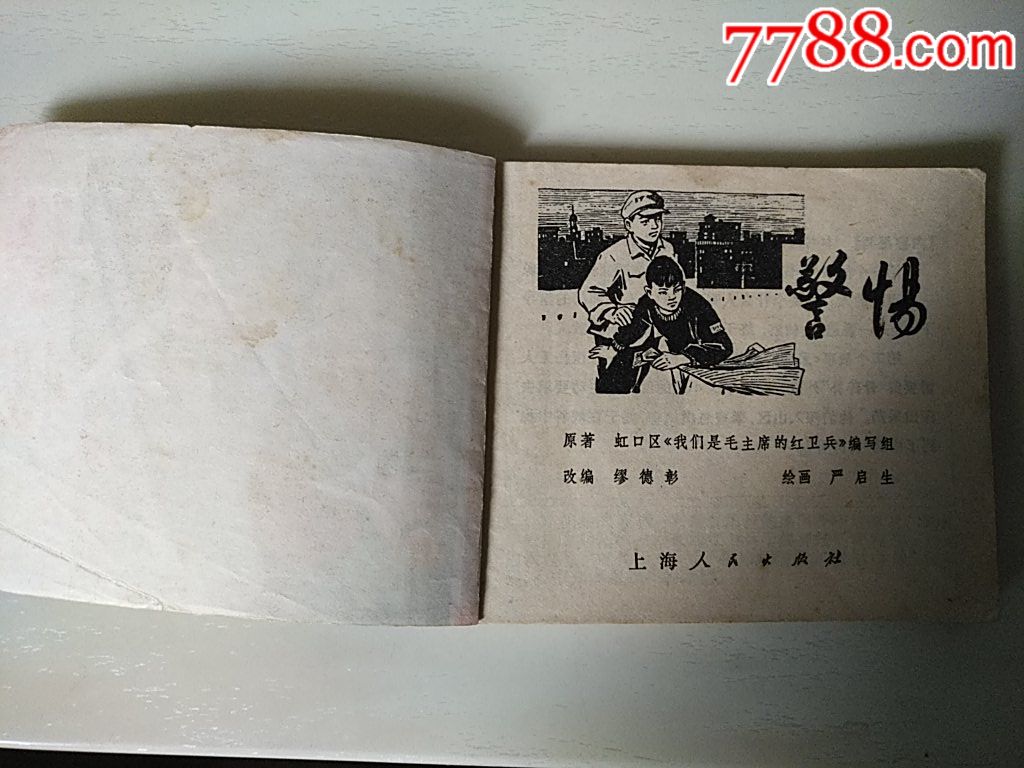 7788.com
警惕
原著 虹口区《我们是毛主席的红卫兵》编写组
改编 缪德彰 绘画 严启生
上海人民出版社